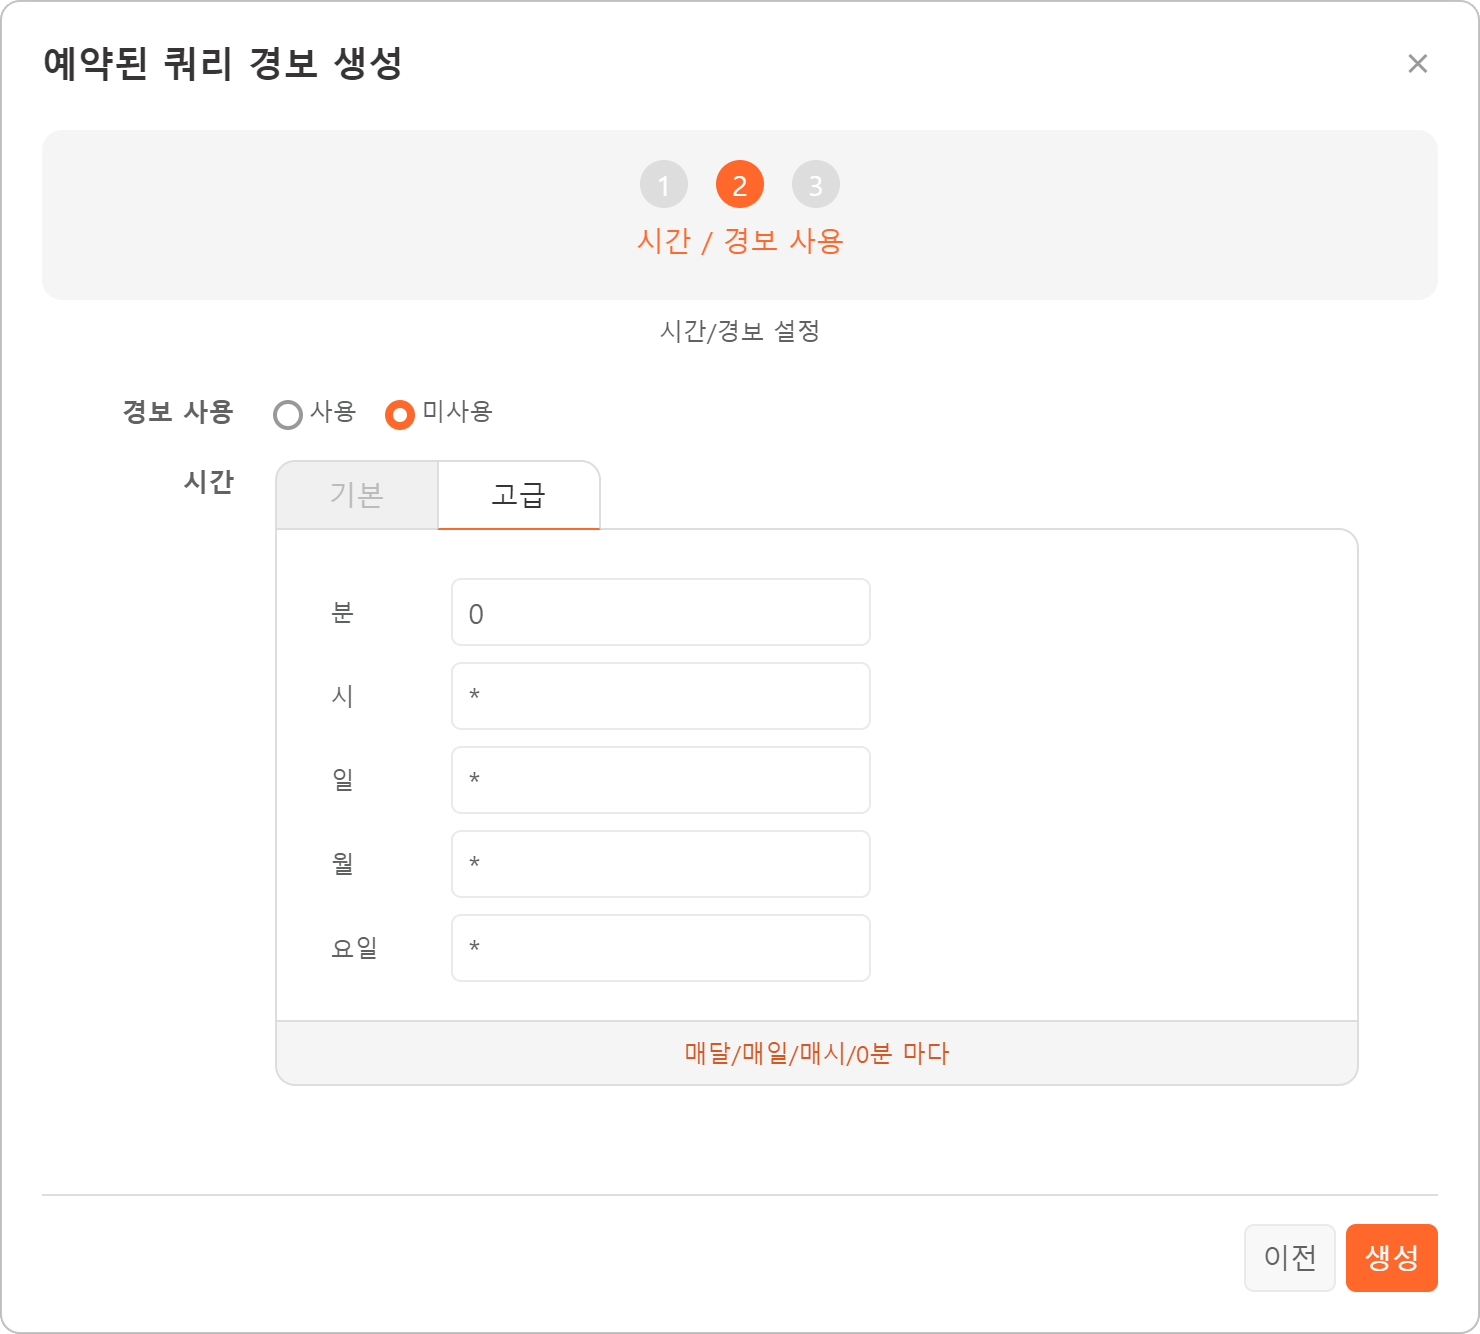 예약된 쿼리 경보 생성
1 2 3
시간 / 경보 사용
시간/경보 설정
경보 사용 사용 미사용
시간 기본 고급
분 0
시 *
일 *
월 *
요일 *
매달/매일/매시/0분 마다
이전 생성